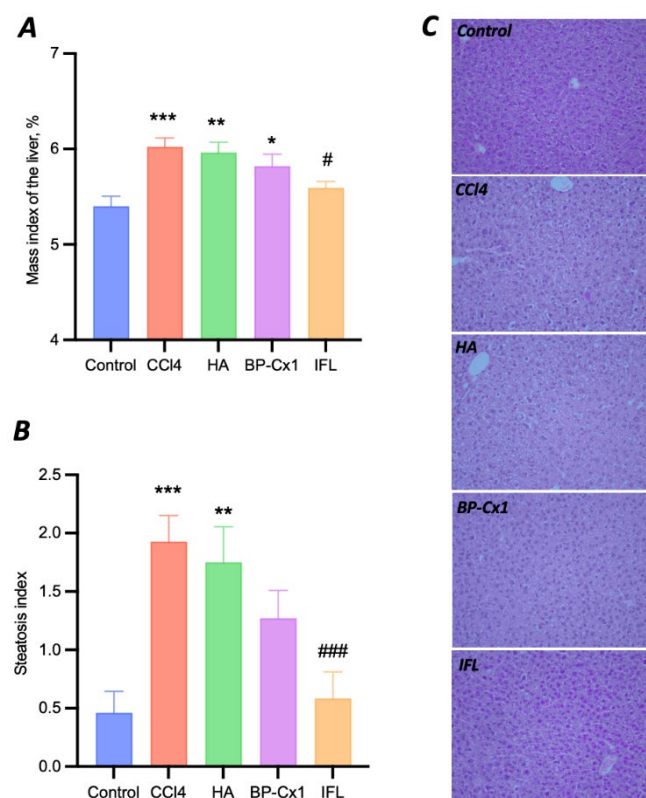 A
Mass index of the liver, %
7
6
5
4
***
**
*
#
Control CCl4 HA BP-Cx1 IFL
B
Steatosis index
2.5
2.0
1.5
1.0
0.5
0.0
***
**
###
Control CCl4 HA BP-Cx1 IFL
C
Control
CCl4
HA
BP-Cx1
IFL